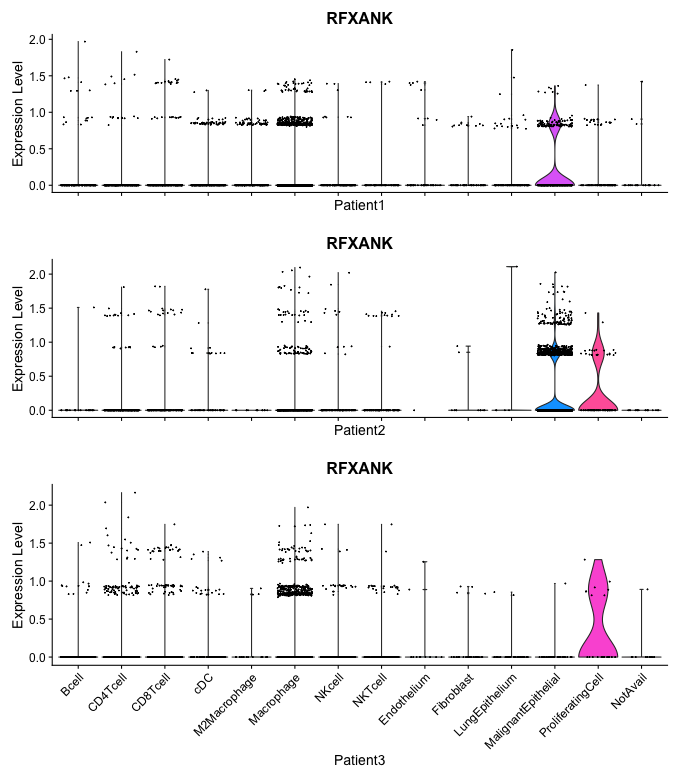 RFXANK
Expression Level
2.0
1.5
1.0
0.5
0.0
Patient1
RFXANK
Expression Level
2.0
1.5
1.0
0.5
0.0
Patient2
RFXANK
Expression Level
2.0
1.5
1.0
0.5
0.0
Bcell
CD4Tcell
CD8Tcell
cDC
M2Macrophage
Macrophage
NKcell
NKTcell
Endothelium
Fibroblast
LungEpithelium
MalignantEpithelial
ProliferatingCell
NotAvail
Patient3